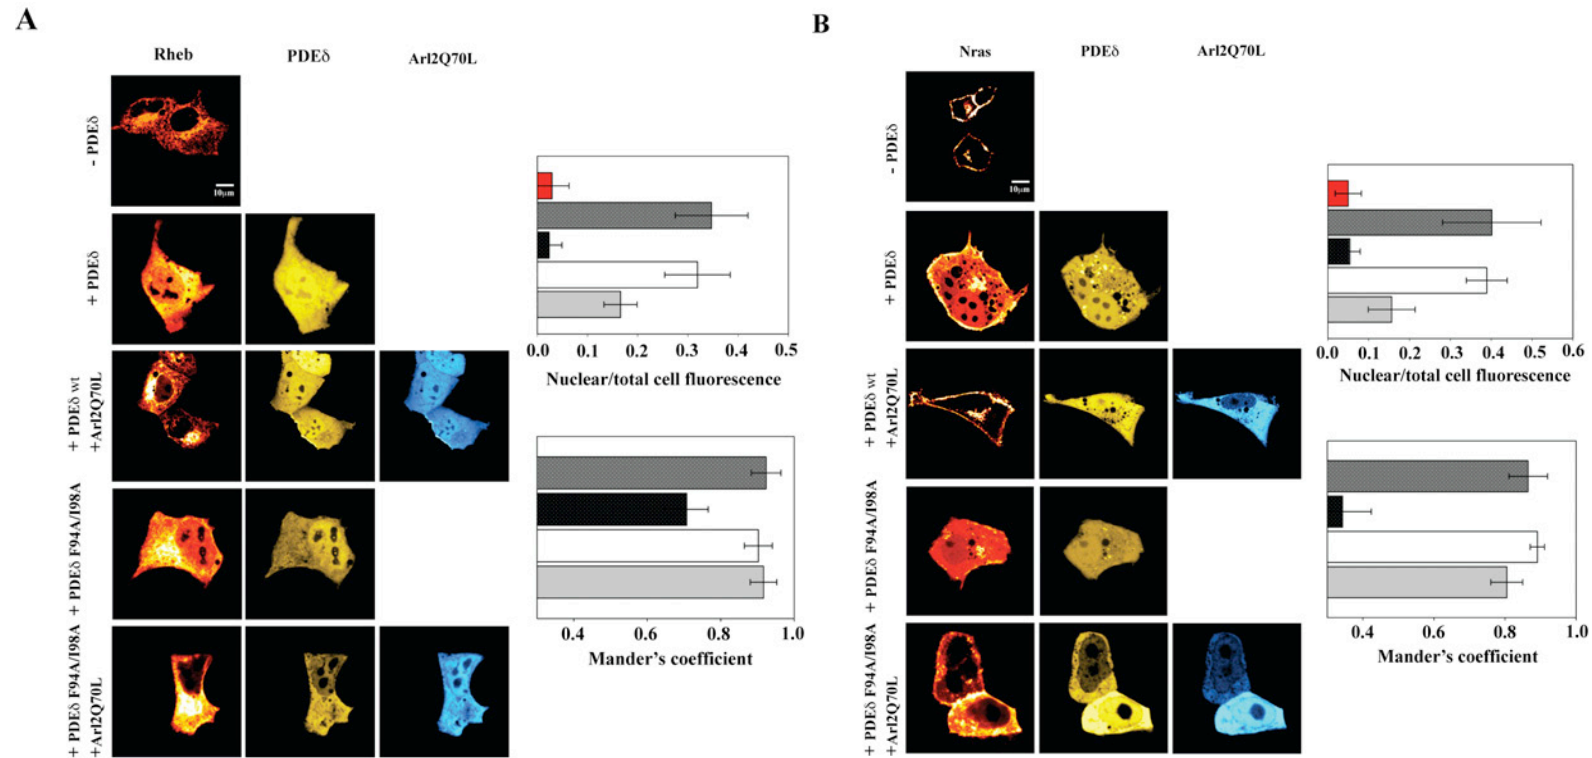 A
Rheb PDEδ Arl2Q70L
- PDEδ
10μm
+ PDEδ
+ PDEδ wt
+Arl2Q70L
+ PDEδ F94A/I98A
+ PDEδ F94A/I98A
+Arl2Q70L
0.0 0.1 0.2 0.3 0.4 0.5
Nuclear/total cell fluorescence
0.4 0.6 0.8 1.0
Mander's coefficient
B
Nras PDEδ Arl2Q70L
- PDEδ
10μm
+ PDEδ
+ PDEδ wt
+Arl2Q70L
+ PDEδ F94A/I98A
+ PDEδ F94A/I98A
+Arl2Q70L
0.0 0.1 0.2 0.3 0.4 0.5 0.6
Nuclear/total cell fluorescence
0.4 0.6 0.8 1.0
Mander's coefficient